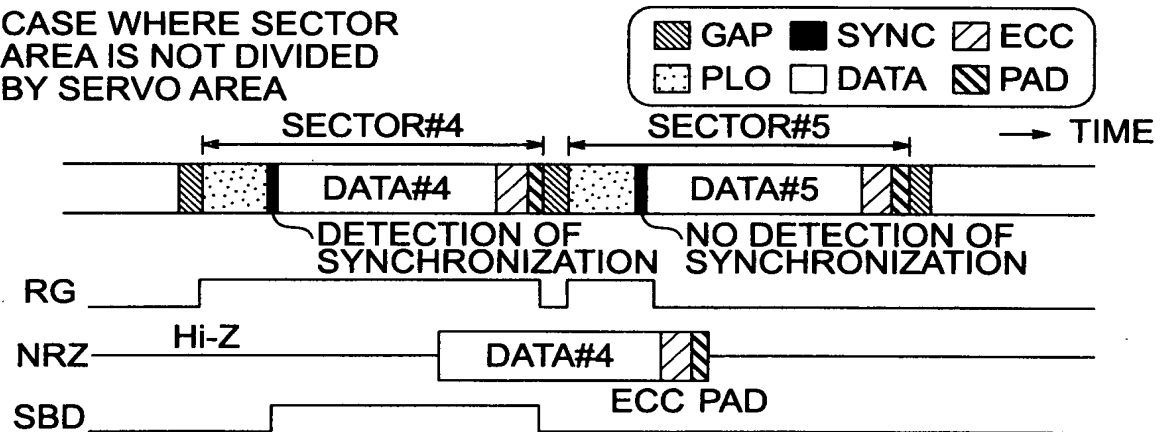 CASE WHERE SECTOR
AREA IS NOT DIVIDED
BY SERVO AREA
GAP SYNC ECC
PLO DATA PAD
SECTOR#4 SECTOR#5 TIME
DATA#4 DATA#5
DETECTION OF NO DETECTION OF
SYNCHRONIZATION SYNCHRONIZATION
RG
Hi-Z
NRZ DATA#4
ECC PAD
SBD